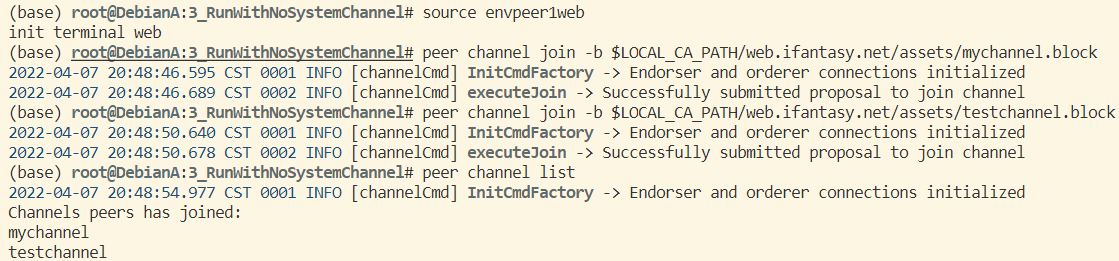 (base) root@DebianA:3_RunWithNoSystemChannel# source envpeer1web
init terminal web
(base) root@DebianA:3_RunWithNoSystemChannel# peer channel join -b $LOCAL_CA_PATH/web.ifantasy.net/assets/mychannel.block
2022-04-07 20:48:46.595 CST 0001 INFO [channelCmd] InitCmdFactory -> Endorser and orderer connections initialized
2022-04-07 20:48:46.689 CST 0002 INFO [channelCmd] executeJoin -> Successfully submitted proposal to join channel
(base) root@DebianA:3_RunWithNoSystemChannel# peer channel join -b $LOCAL_CA_PATH/web.ifantasy.net/assets/testchannel.block
2022-04-07 20:48:50.640 CST 0001 INFO [channelCmd] InitCmdFactory -> Endorser and orderer connections initialized
2022-04-07 20:48:50.678 CST 0002 INFO [channelCmd] executeJoin -> Successfully submitted proposal to join channel
(base) root@DebianA:3_RunWithNoSystemChannel# peer channel list
2022-04-07 20:48:54.977 CST 0001 INFO [channelCmd] InitCmdFactory -> Endorser and orderer connections initialized
Channels peers has joined:
mychannel
testchannel